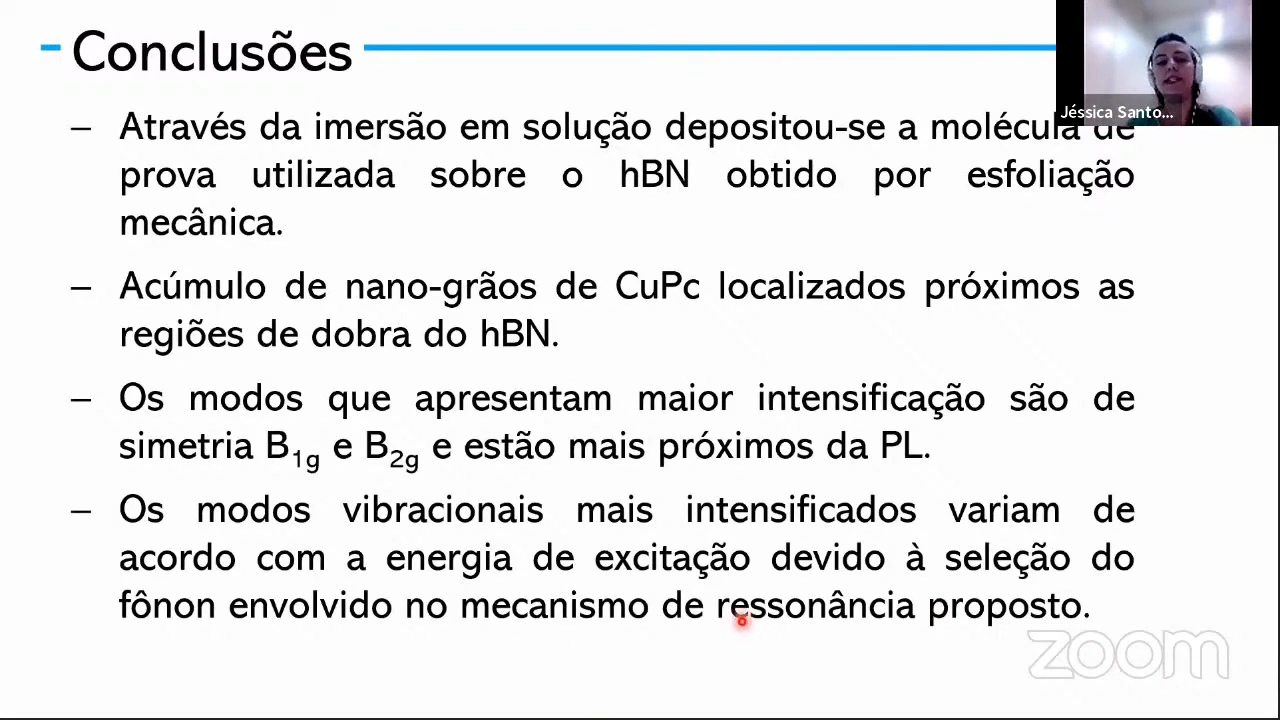 Conclusões
Jéssica Santo...
– Através da imersão em solução depositou-se a molécula de
prova utilizada sobre o hBN obtido por esfoliação
mecânica.
– Acúmulo de nano-grãos de CuPc localizados próximos as
regiões de dobra do hBN.
– Os modos que apresentam maior intensificação são de
simetria B1g e B2g e estão mais próximos da PL.
– Os modos vibracionais mais intensificados variam de
acordo com a energia de excitação devido à seleção do
fônon envolvido no mecanismo de ressonância proposto.
zoom